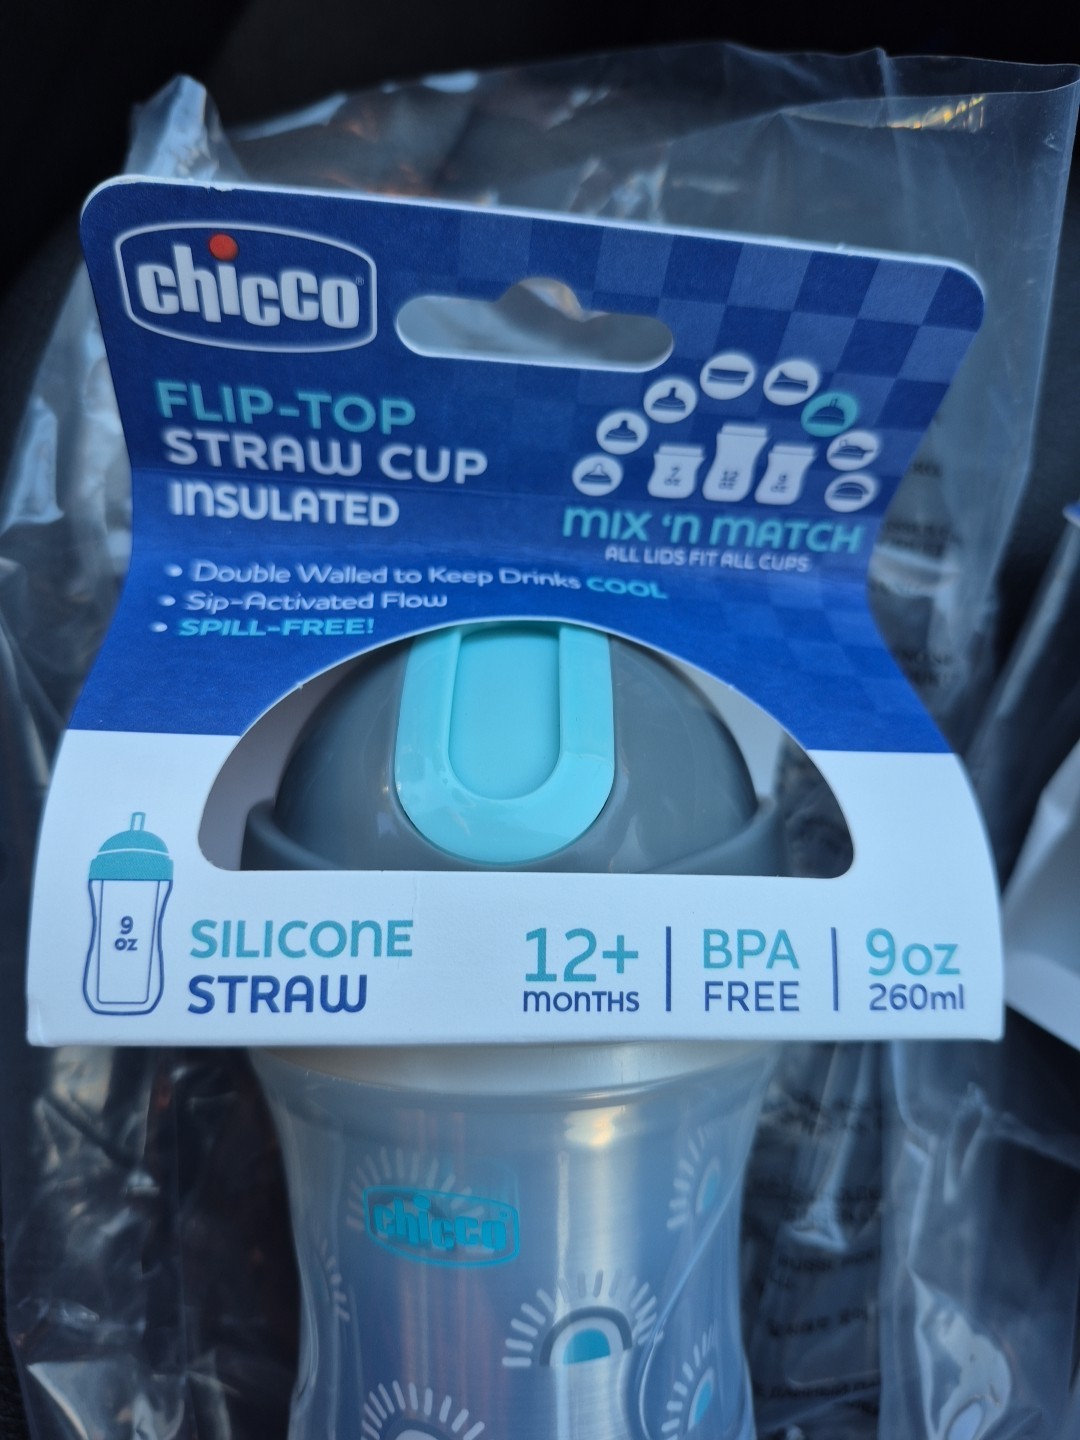 chicco
FLIP-TOP
STRAW CUP
INSULATED
MIX 'N MATCH
ALL LIDS FIT ALL CUPS
• Double Walled to Keep Drinks COOL
• Sip-Activated Flow
• SPILL-FREE!
9
oz
SILICONE
STRAW
12+
MONTHS
BPA
FREE
9oz
260ml
chicco